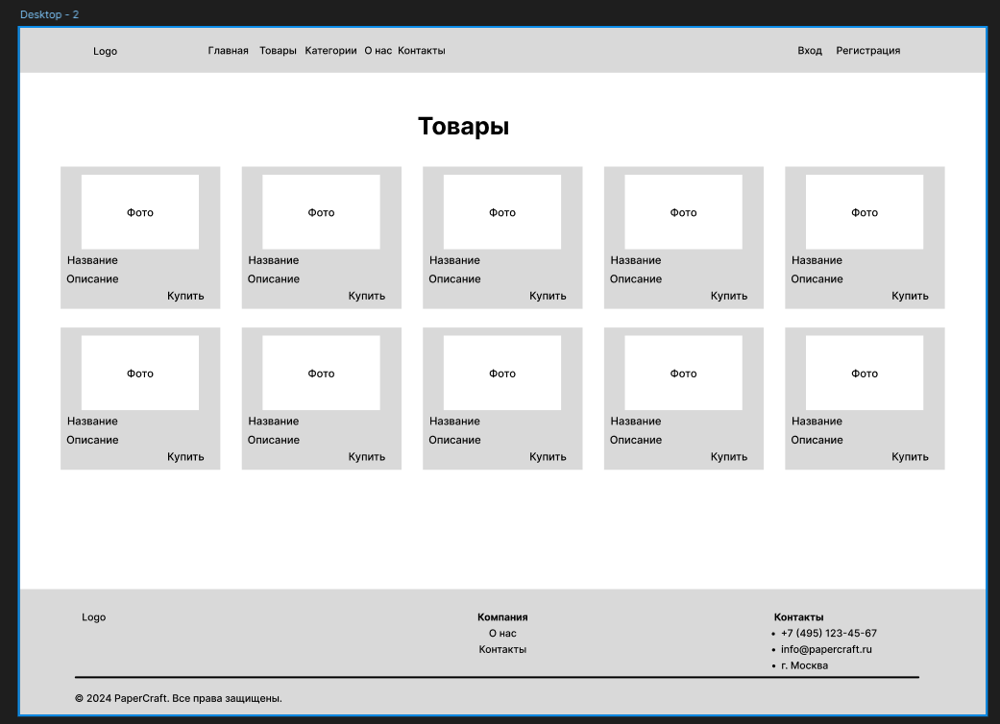 Desktop - 2
Logo Главная Товары Категории О нас Контакты Вход Регистрация
Товары
Фото Фото Фото Фото Фото
Название Название Название Название Название
Описание Описание Описание Описание Описание
Купить Купить Купить Купить Купить
Фото Фото Фото Фото Фото
Название Название Название Название Название
Описание Описание Описание Описание Описание
Купить Купить Купить Купить Купить
Logo Компания Контакты
О нас • +7 (495) 123-45-67
Контакты • info@papercraft.ru
• г. Москва
© 2024 PaperCraft. Все права защищены.